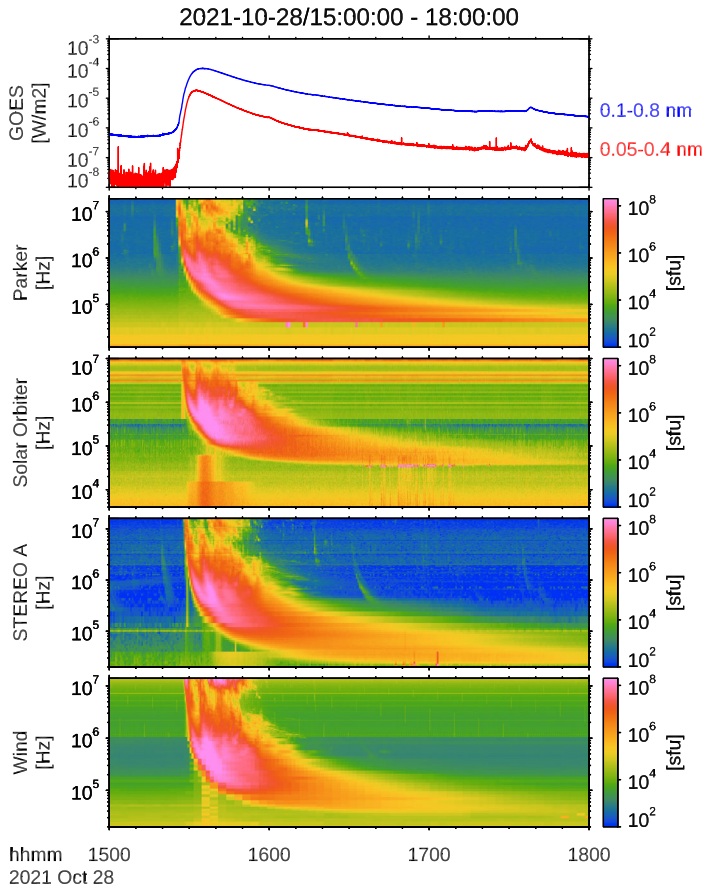 2021-10-28/15:00:00 - 18:00:00
10-3
10-4
10-5
10-6
10-7
10-8
GOES
[W/m2]
0.1-0.8 nm
0.05-0.4 nm
107
106
105
Parker
[Hz]
108
106
104
102
[sfu]
107
106
105
104
Solar Orbiter
[Hz]
108
106
104
102
[sfu]
107
106
105
STEREO A
[Hz]
108
106
104
102
[sfu]
107
106
105
Wind
[Hz]
108
106
104
102
[sfu]
hhmm 1500 1600 1700 1800
2021 Oct 28